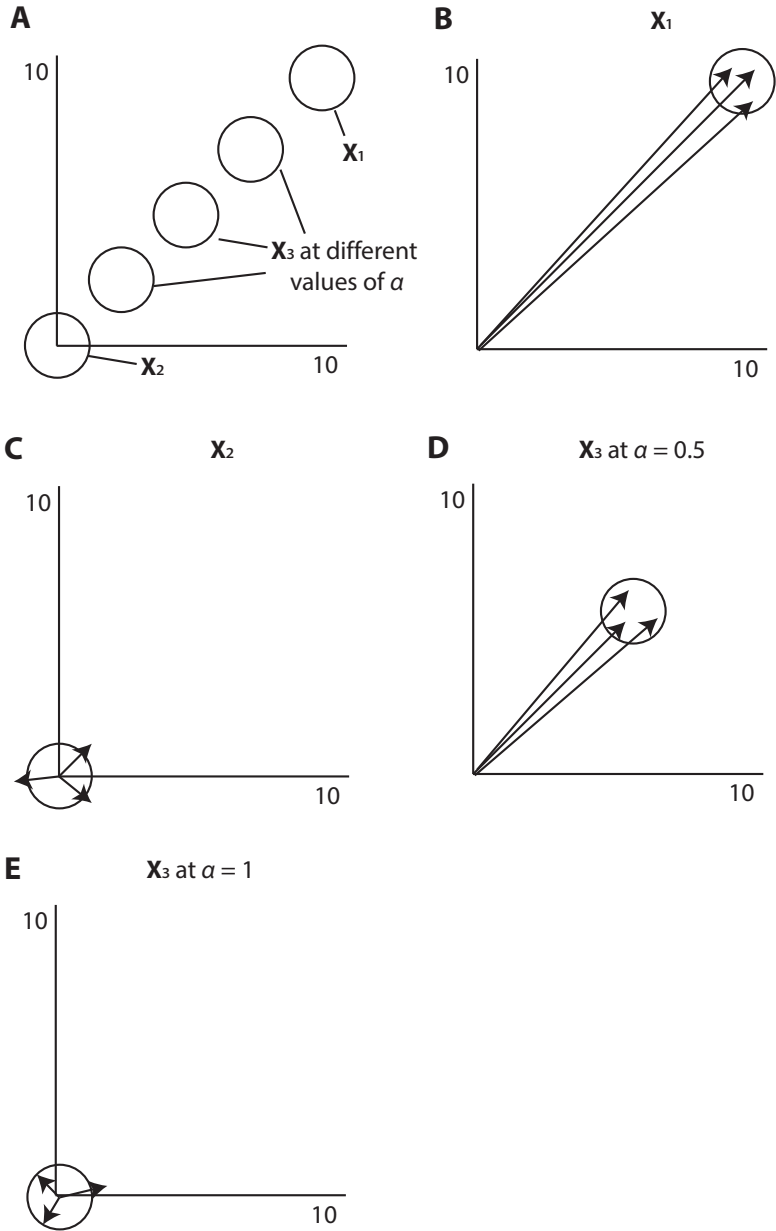 A
10
X1
X3 at different
values of α
X2
10
B
X1
10
10
C
X2
10
10
D
X3 at α = 0.5
10
10
E
X3 at α = 1
10
10